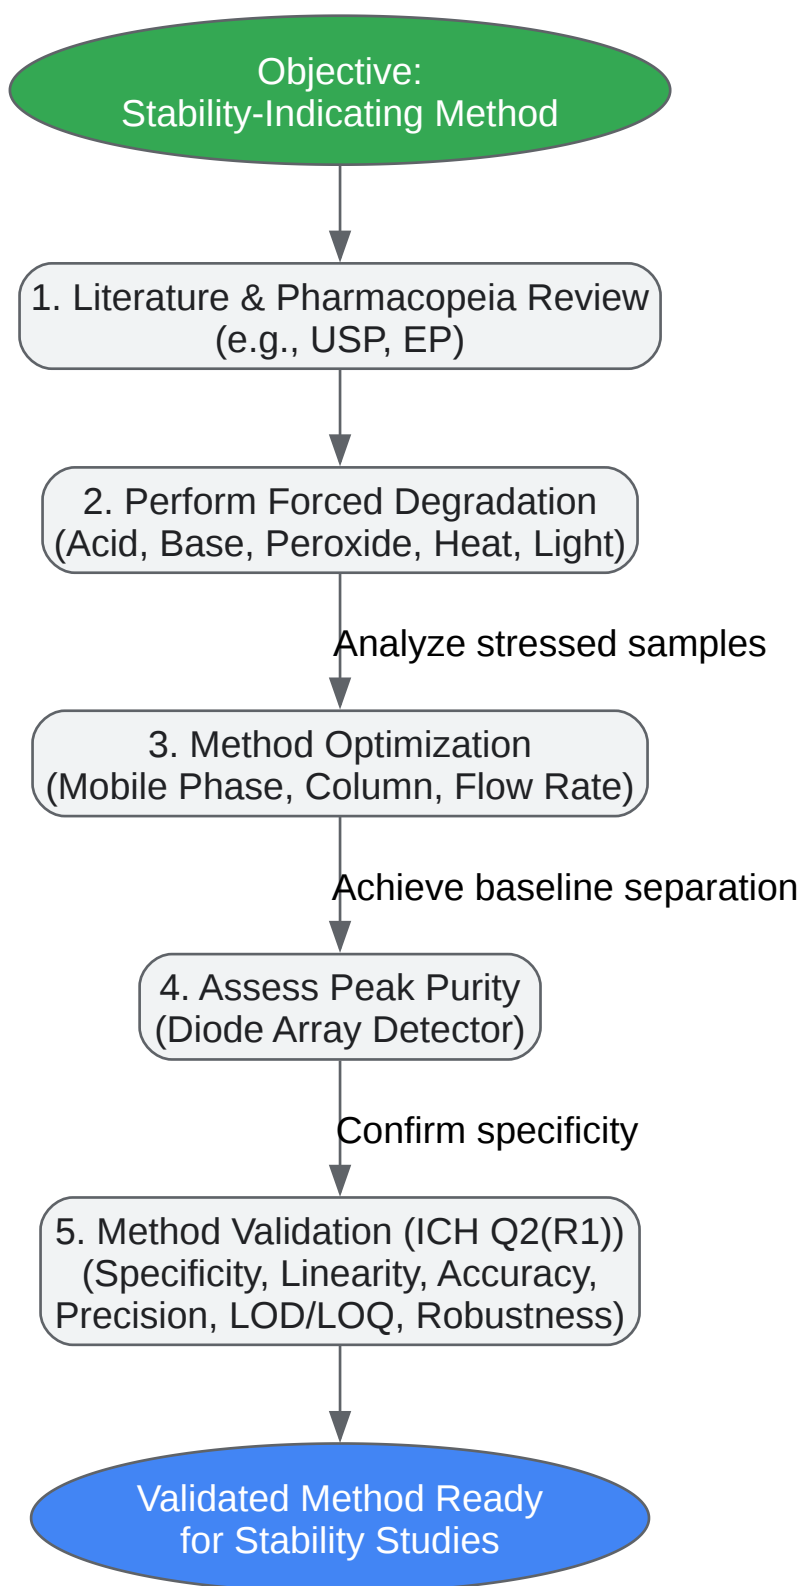 Objective:
Stability-Indicating Method
1. Literature & Pharmacopeia Review
(e.g., USP, EP)
2. Perform Forced Degradation
(Acid, Base, Peroxide, Heat, Light)
Analyze stressed samples
3. Method Optimization
(Mobile Phase, Column, Flow Rate)
Achieve baseline separation
4. Assess Peak Purity
(Diode Array Detector)
Confirm specificity
5. Method Validation (ICH Q2(R1))
(Specificity, Linearity, Accuracy,
Precision, LOD/LOQ, Robustness)
Validated Method Ready
for Stability Studies